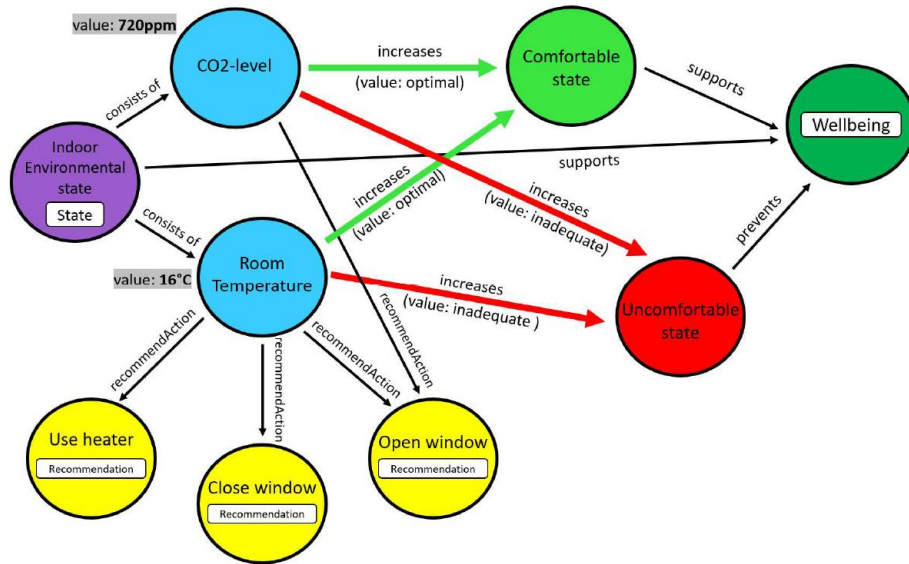 value: 720ppm
CO2-level
increases
(value: optimal)
Comfortable
state
supports
consists of
Wellbeing
Indoor
Environmental
state
State
supports
increases
(value: optimal)
increases
(value: inadequate)
prevents
consists of
value: 16°C
Room
Temperature
increases
(value: inadequate )
Uncomfortable
state
recommendAction
recommendAction
recommendAction
recommendAction
Use heater
Recommendation
Close window
Recommendation
Open window
Recommendation